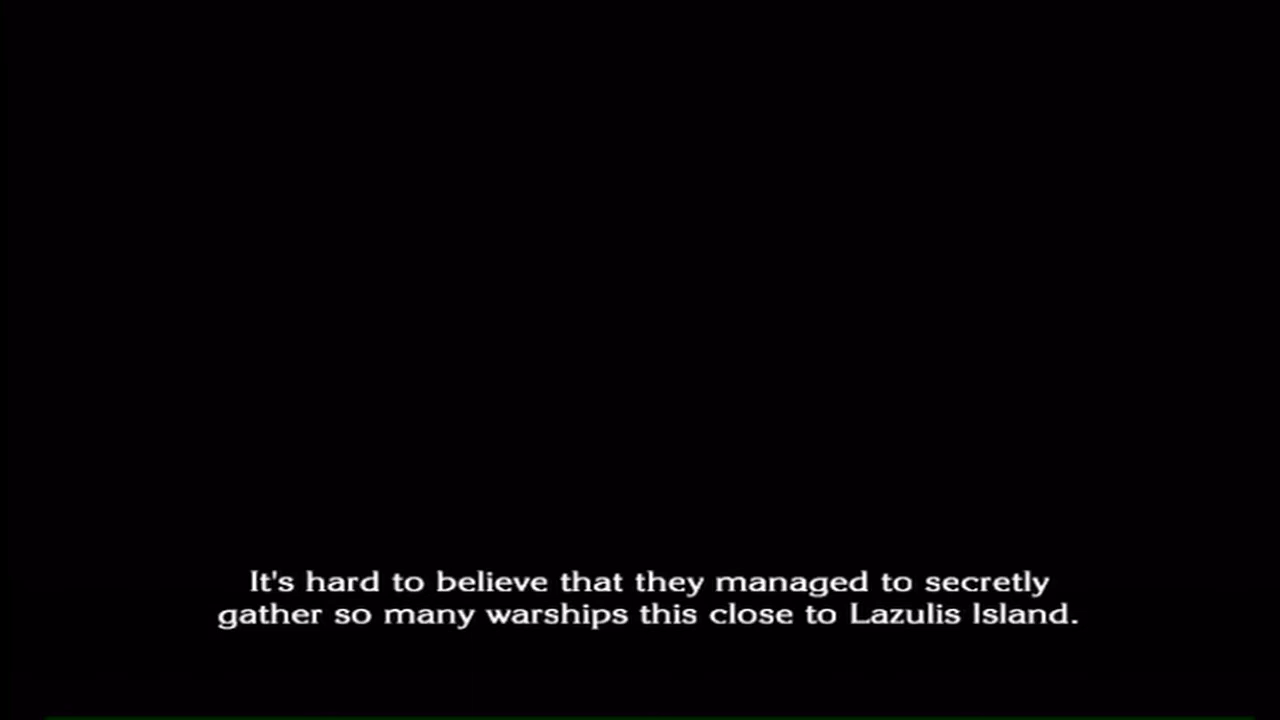 It's hard to believe that they managed to secretly
gather so many warships this close to Lazulis Island.